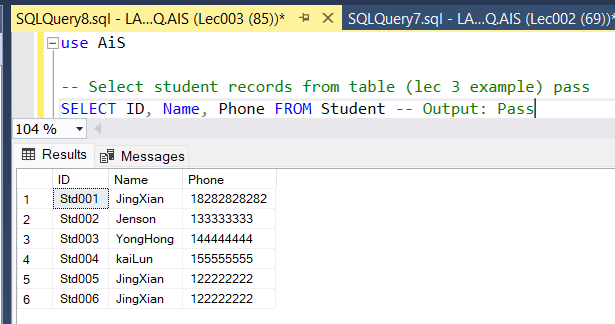 SQLQuery8.sql - LA...Q.AIS (Lec003 (85))* SQLQuery7.sql - LA...Q.AIS (Lec002 (69))*
use AiS
-- Select student records from table (lec 3 example) pass
SELECT ID, Name, Phone FROM Student -- Output: Pass
104 %
Results Messages
ID Name Phone
1 Std001 JingXian 18282828282
2 Std002 Jenson 133333333
3 Std003 YongHong 144444444
4 Std004 kaiLun 155555555
5 Std005 JingXian 122222222
6 Std006 JingXian 122222222